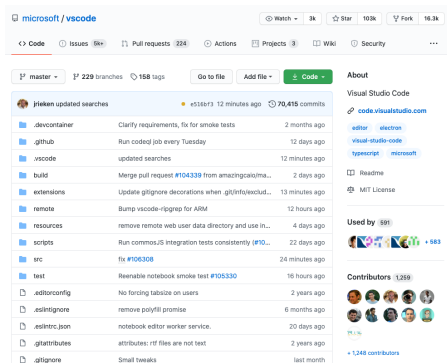 microsoft / vscode
Watch 3k Star 103k Fork 16.3k
Code Issues 5k+ Pull requests 224 Actions Projects 3 Wiki Security
master 229 branches 158 tags Go to file Add file Code
jrieken updated searches e516bf3 12 minutes ago 70,415 commits
.devcontainer Clarify requirements, fix for smoke tests 2 months ago
.github Run codeql job every Tuesday 12 days ago
.vscode updated searches 12 minutes ago
build Merge pull request #104339 from amazingcaio/ma... 2 days ago
extensions Update gitignore decorations when .git/info/exclud... 13 minutes ago
remote Bump vscode-ripgrep for ARM 12 hours ago
resources remove remote web user data directory and use in... 4 days ago
scripts Run commosJS integration tests consistently (#10... 22 days ago
src fix #106308 24 minutes ago
test Reenable notebook smoke test #105330 16 hours ago
.editorconfig No forcing tabsize on users 2 years ago
.eslintignore remove polyfill promise 6 months ago
.eslintrc.json notebook editor worker service. 20 days ago
.gitattributes attributes: rtf files are not text 2 years ago
.gitignore Small tweaks last month
About
Visual Studio Code
code.visualstudio.com
editor electron
visual-studio-code
typescript microsoft
Readme
MIT License
Used by 591
+ 583
Contributors 1,259
+ 1,248 contributors